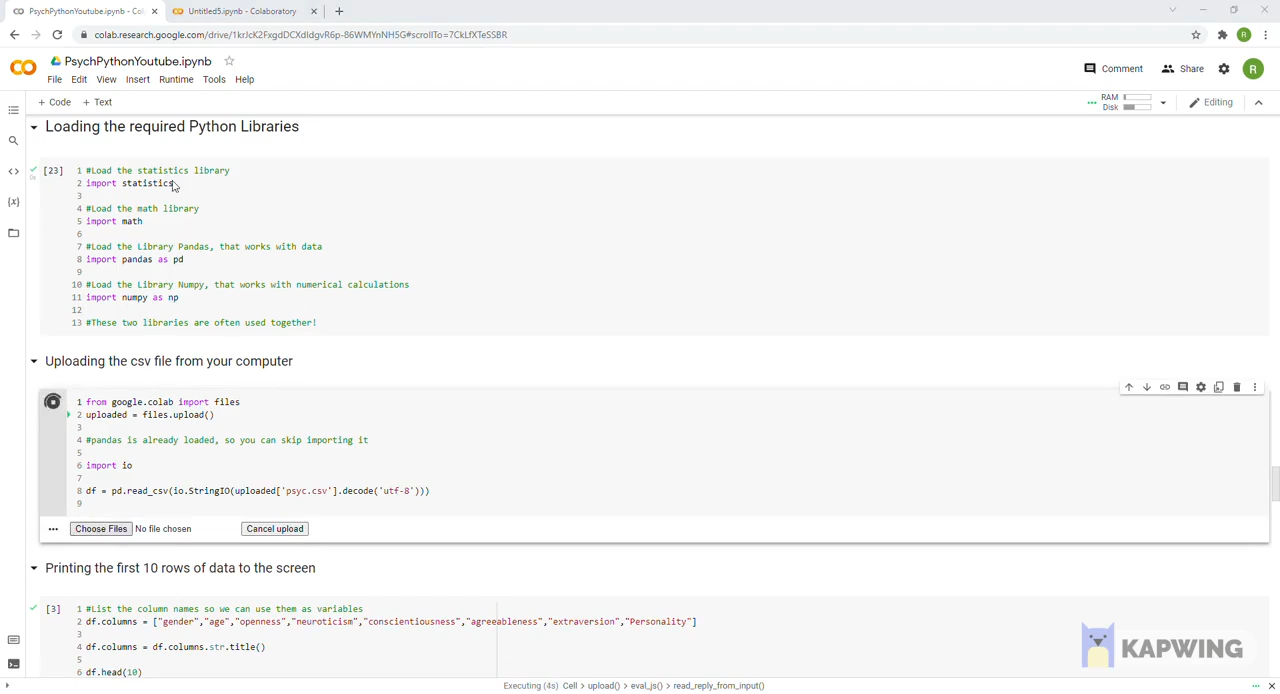 PsychPythonYoutube.ipynb - Col
Untitled5.ipynb - Colaboratory
colab.research.google.com/drive/1krJcK2FxgdDCXdIdgvR6p-86WMYnNH5G#scrollTo=7CkLfXTeSSBR
R
PsychPythonYoutube.ipynb
File Edit View Insert Runtime Tools Help
Comment Share R
+ Code + Text
RAM
Disk
Editing
Loading the required Python Libraries
[23] 1 #Load the statistics library
2 import statistics
3
4 #Load the math library
5 import math
6
7 #Load the Library Pandas, that works with data
8 import pandas as pd
9
10 #Load the Library Numpy, that works with numerical calculations
11 import numpy as np
12
13 #These two libraries are often used together!
Uploading the csv file from your computer
1 from google.colab import files
2 uploaded = files.upload()
3
4 #pandas is already loaded, so you can skip importing it
5
6 import io
7
8 df = pd.read_csv(io.StringIO(uploaded['psyc.csv'].decode('utf-8')))
9
Choose Files No file chosen Cancel upload
Printing the first 10 rows of data to the screen
[3] 1 #List the column names so we can use them as variables
2 df.columns = ["gender","age","openness","neuroticism","conscientiousness","agreeableness","extraversion","Personality"]
3
4 df.columns = df.columns.str.title()
5
6 df.head(10)
KAPWING
Executing (4s) Cell > upload() > eval_js() > read_reply_from_input()